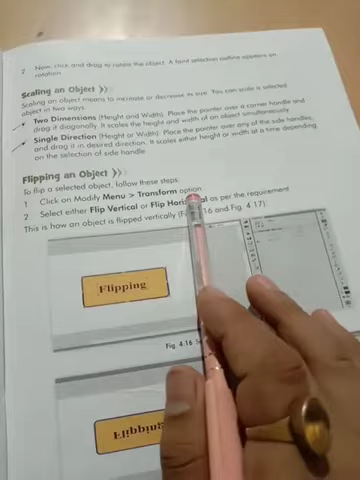 2 Now, click and drag to rotate the object. A faint selection outline appears on
rotation.
Scaling an Object
Scaling an object means to increase or decrease its size. You can scale a selected
object in two ways.
Two Dimensions (Height and Width). Place the pointer over a corner handle and
drag it diagonally. It scales the height and width of an object simultaneously.
Single Direction (Height or Width). Place the pointer over any of the side handles,
and drag it in desired direction. It scales either height or width at a time depending
on the selection of side handle.
Flipping an Object
To flip a selected object, follow these steps:
1 Click on Modify Menu > Transform option.
2 Select either Flip Vertical or Flip Hor al as per the requirement
This is how an object is flipped vertically ( 16 and Fig. 4.17).
Flipping
Fig. 4.16
Flipping